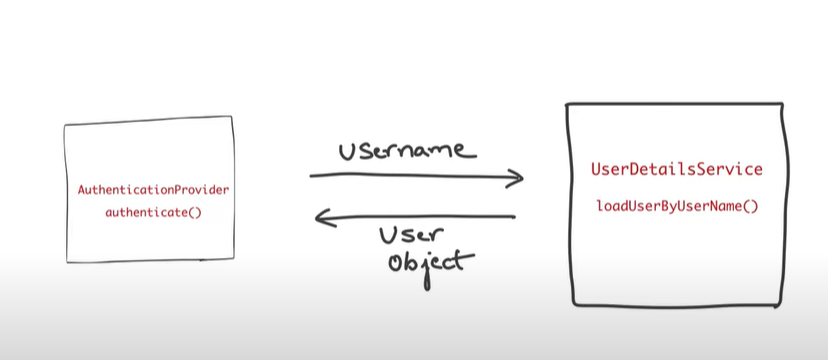 AuthenticationProvider
authenticate()
Username
User
Object
UserDetailsService
loadUserByUserName()